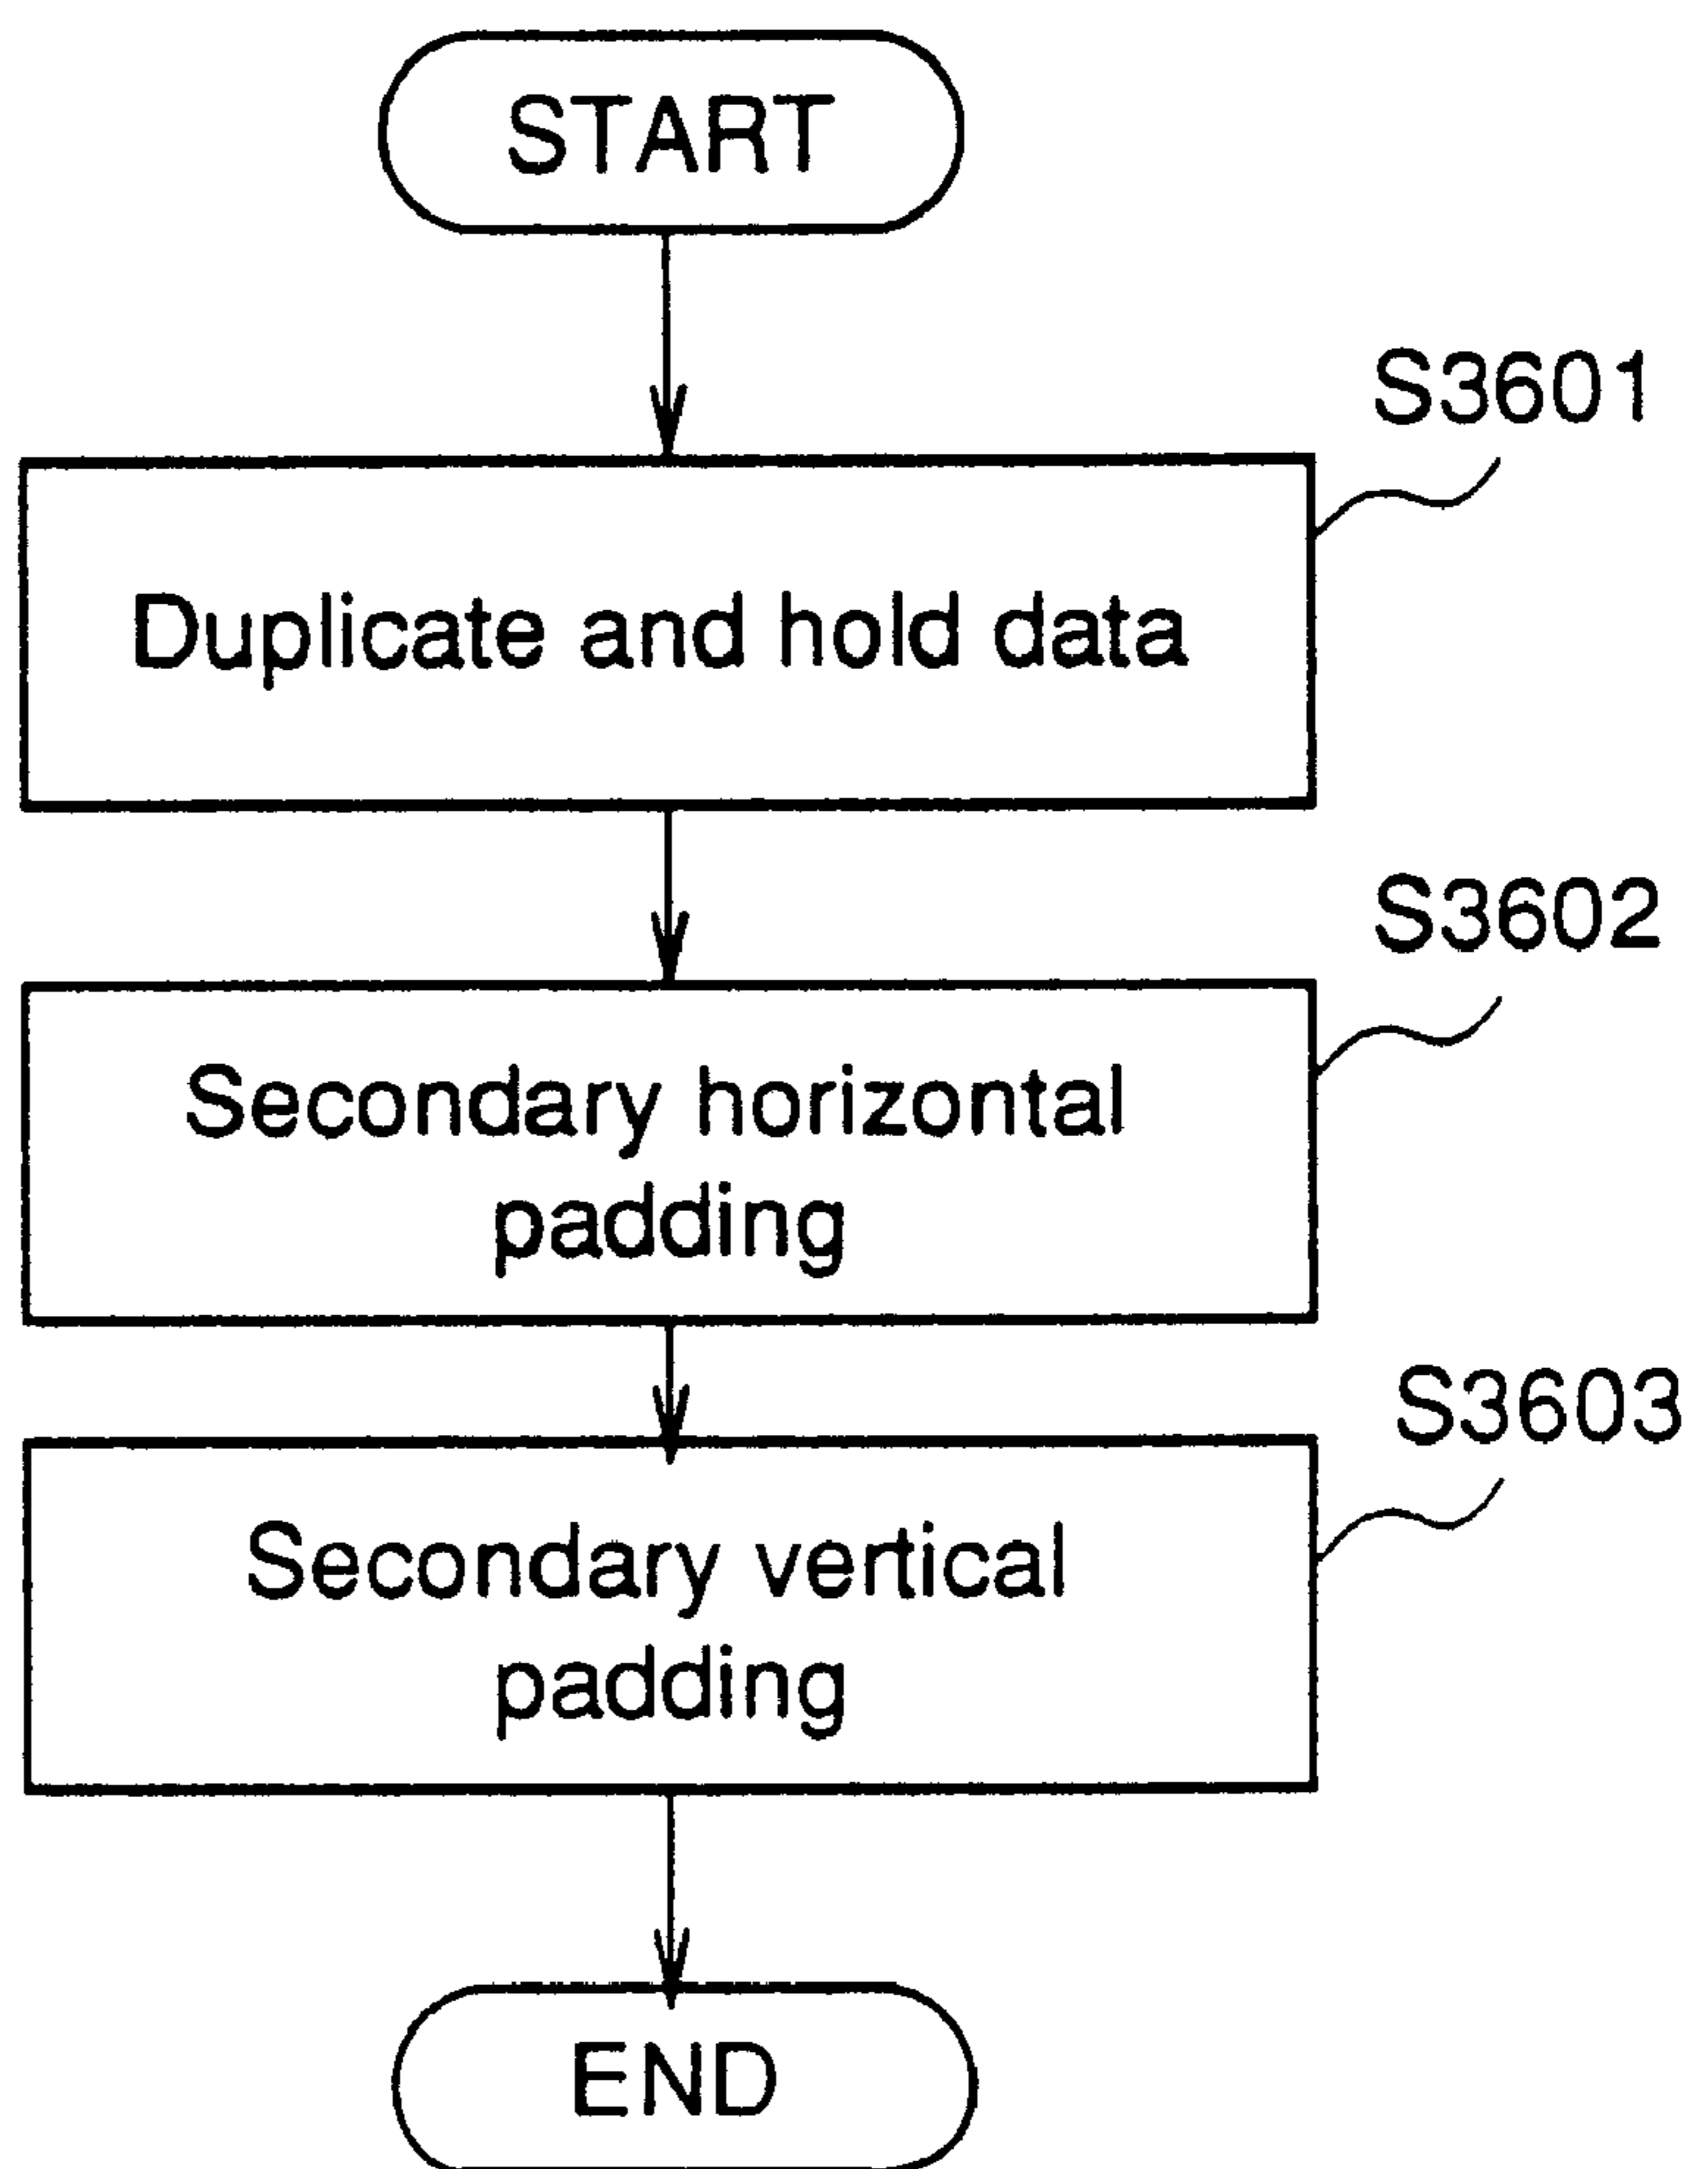 START
S3601
Duplicate and hold data
S3602
Secondary horizontal
padding
S3603
Secondary vertical
padding
END